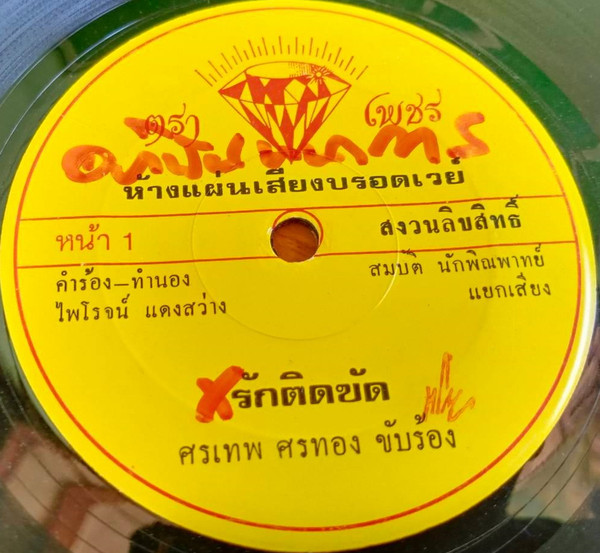 ตรา เพชร
ห้างแผ่นเสียงบรอดเวย์
หน้า 1
สงวนลิขสิทธิ์
คำร้อง–ทำนอง
ไพโรจน์ แดงสว่าง
สมบัติ นักพิณพาทย์
แยกเสียง
รักติดขัด
ศรเทพ ศรทอง ขับร้อง